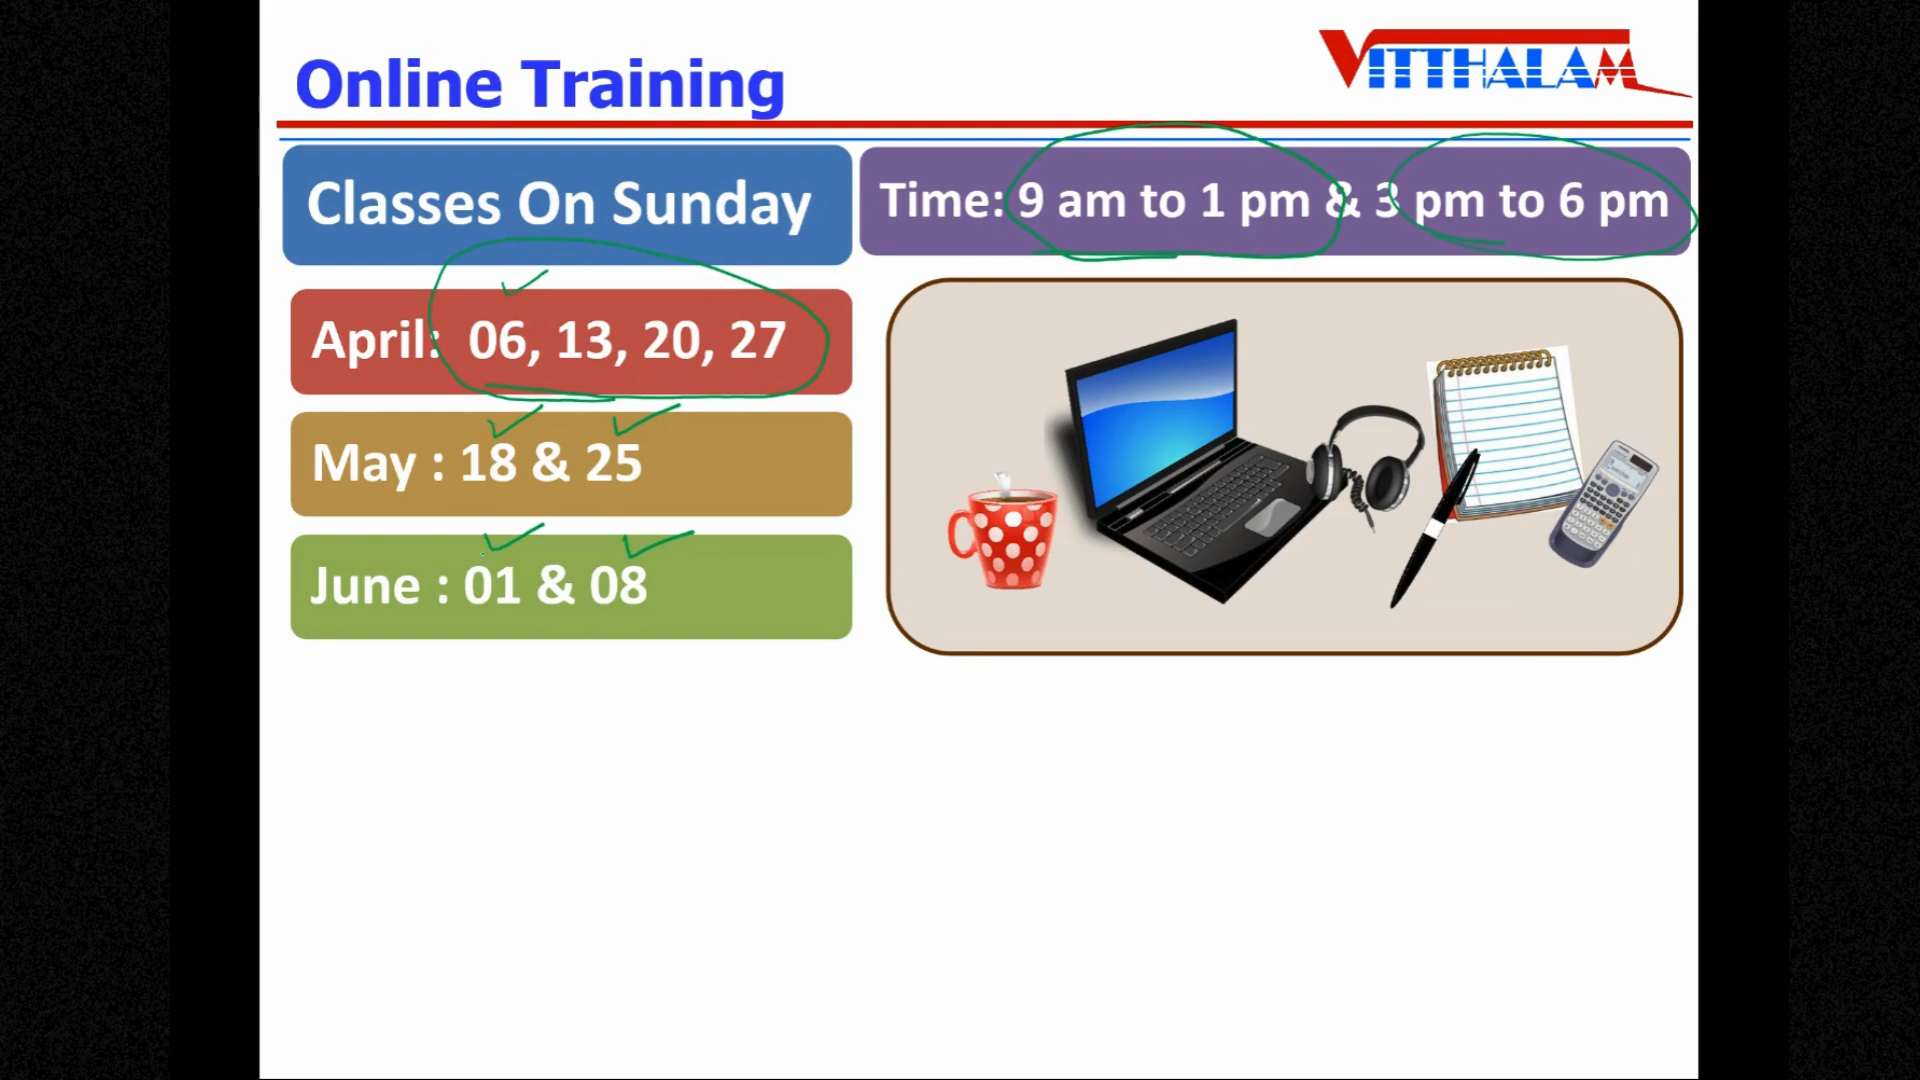 VITTHALAM
Online Training
Classes On Sunday
Time: 9 am to 1 pm & 3 pm to 6 pm
April: 06, 13, 20, 27
May : 18 & 25
June : 01 & 08